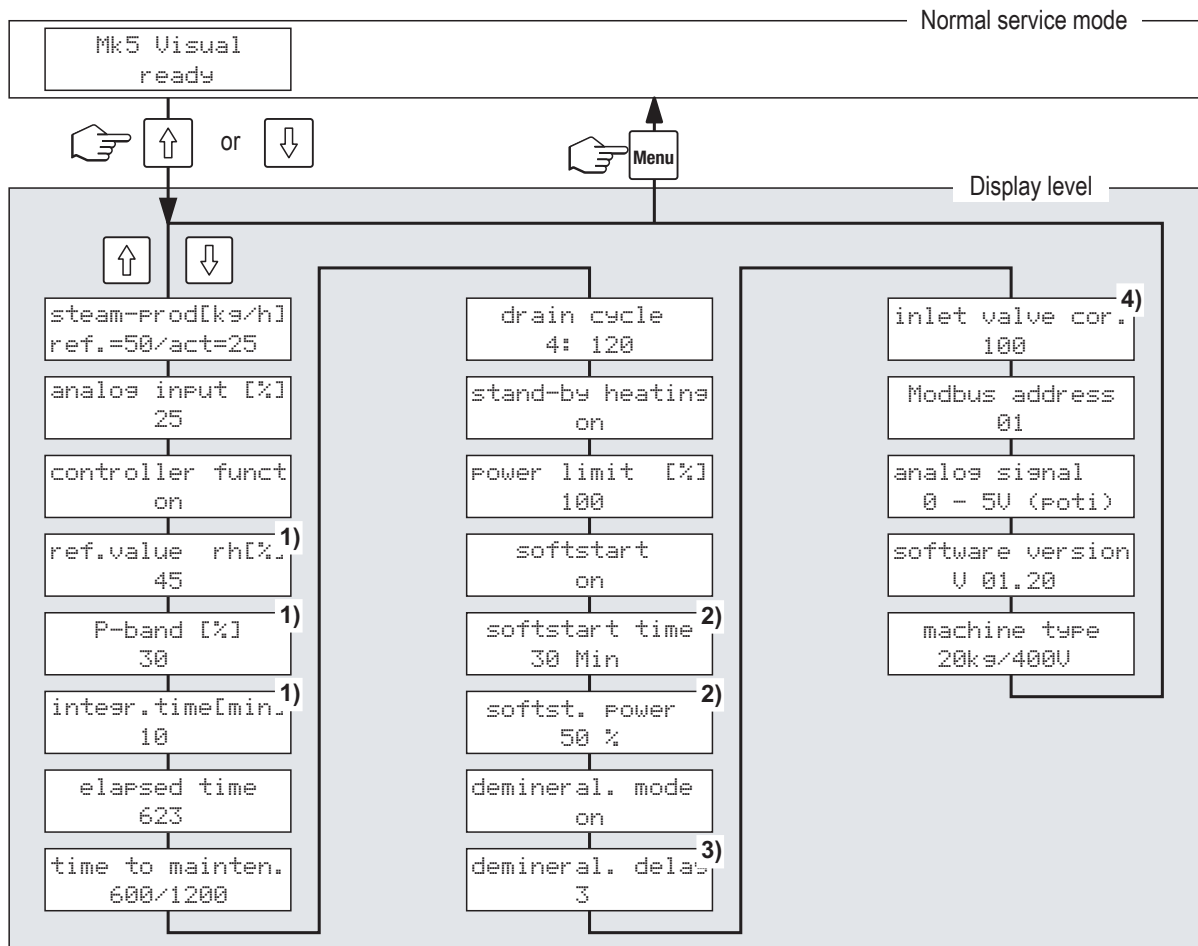 Normal service mode
Mk5 Visual
ready
or
Menu
Display level
steam-prod[kg/h]
ref.=50/act=25
analog input [%]
25
controller funct
on
ref.value rh[%]
1)
45
P-band [%]
1)
30
integr.time[min]
1)
10
elapsed time
623
time to mainten.
600/1200
drain cycle
4: 120
stand-by heating
on
power limit [%]
100
softstart
on
softstart time
2)
30 Min
softst. power
2)
50 %
demineral. mode
on
demineral. delay
3)
3
inlet valve cor.
4)
100
Modbus address
01
analog signal
0 - 5V (poti)
software version
V 01.20
machine type
20kg/400V